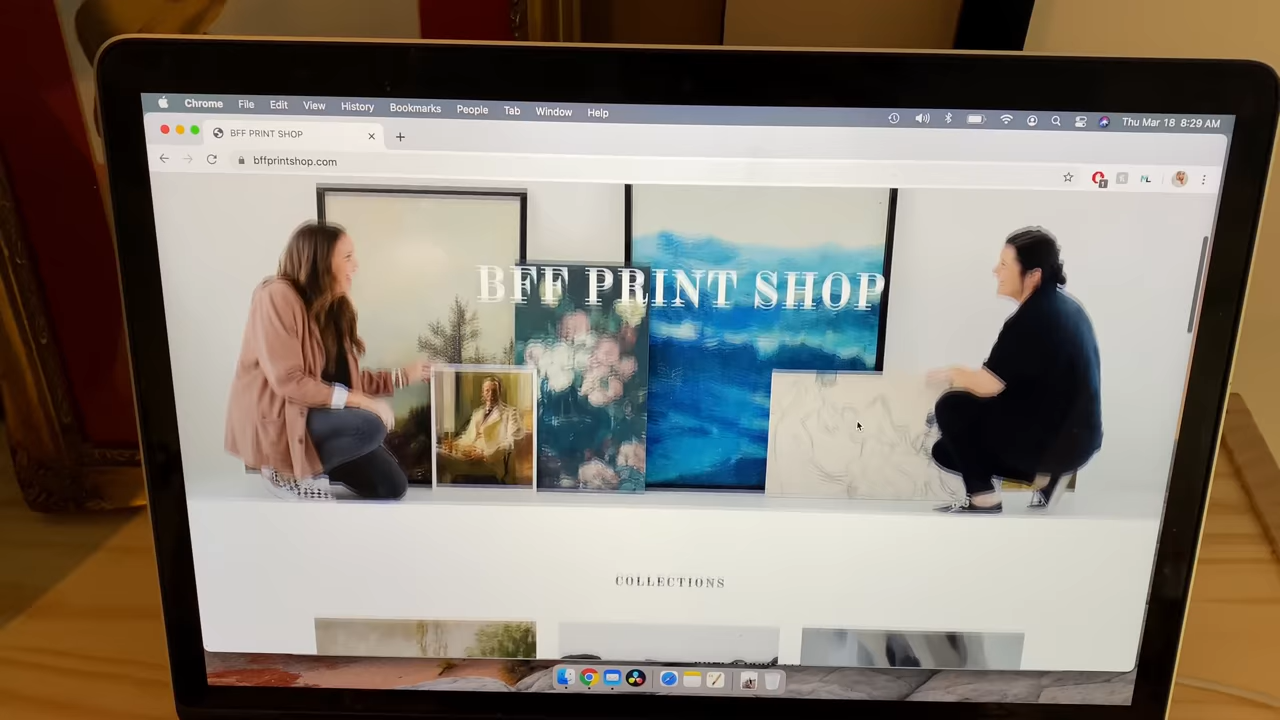 Chrome File Edit View History Bookmarks People Tab Window Help Thu Mar 18 8:29 AM
BFF PRINT SHOP
bffprintshop.com
BFF PRINT SHOP
COLLECTIONS